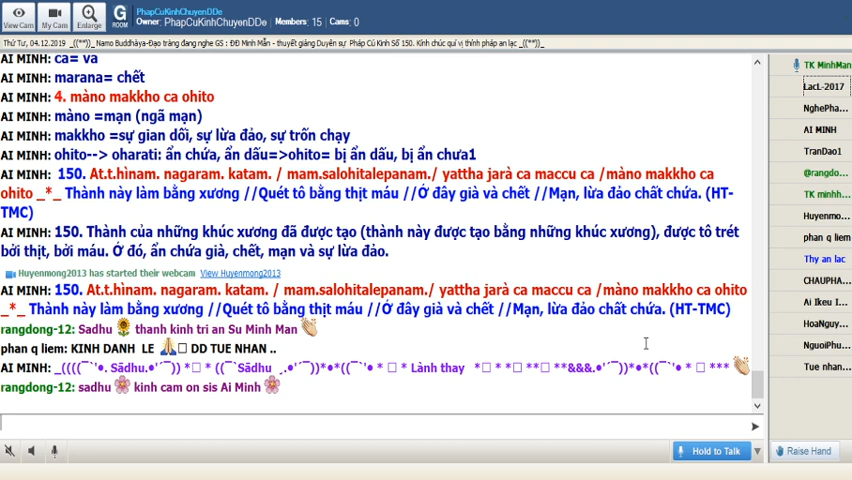 PhapCuKinhChuyenDDe
Owner: PhapCuKinhChuyenDDe Members: 15 Cams: 0
View Cam My Cam Enlarge G ROOM
Thứ Tư, 04.12.2019 _((**))_ Namo Buddhàya-Đạo tràng đang nghe GS : ĐĐ Minh Mẫn - thuyết giảng Duyên sự Pháp Cú Kinh Số 150. Kính chúc quí vị thính pháp an lạc _((**))_
AI MINH: ca= và
AI MINH: marana= chết
AI MINH: 4. màno makkho ca ohito
AI MINH: màno =mạn (ngã mạn)
AI MINH: makkho =sự gian dối, sự lừa đảo, sự trốn chạy
AI MINH: ohito--> oharati: ẩn chứa, ẩn dấu=>ohito= bị ẩn dấu, bị ẩn chưa1
AI MINH: 150. At.t.hìnam. nagaram. katam. / mam.salohitalepanam./ yattha jarà ca maccu ca /màno makkho ca
ohito _*_ Thành này làm bằng xương //Quét tô bằng thịt máu //Ở đây già và chết //Mạn, lừa đảo chất chứa. (HT-
TMC)
AI MINH: 150. Thành của những khúc xương đã được tạo (thành này được tạo bằng những khúc xương), được tô trét
bởi thịt, bởi máu. Ở đó, ẩn chứa già, chết, mạn và sự lừa đảo.
Huyenmong2013 has started their webcam View Huyenmong2013
AI MINH: 150. At.t.hìnam. nagaram. katam. / mam.salohitalepanam./ yattha jarà ca maccu ca /màno makkho ca ohito
_*_ Thành này làm bằng xương //Quét tô bằng thịt máu //Ở đây già và chết //Mạn, lừa đảo chất chứa. (HT-TMC)
rangdong-12: Sadhu 🌻 thanh kinh tri an Su Minh Man 👏
phan q liem: KINH DANH LE 🙏 DD TUE NHAN ..
AI MINH: _((((¯`'•. Sādhu.•'´¯)) *□ * ((¯`Sādhu ¸.•'´¯))*•*((¯`'• * □ * Lành thay *□ * *□ **□ **&&&.•'´¯))*•*((¯`'• * □ *** 👏
rangdong-12: sadhu 🌸 kinh cam on sis Ai Minh 🌸
Hold to Talk
TK MinhMan
LacL-2017
NghePha...
AI MINH
TranDao1
@rangdo...
TK minhh...
Huyenmo...
phan q liem
Thy an lac
CHAUPHA...
Ai Ikeu I...
HoaNguy...
NguoiPhu...
Tue nhan...
Raise Hand